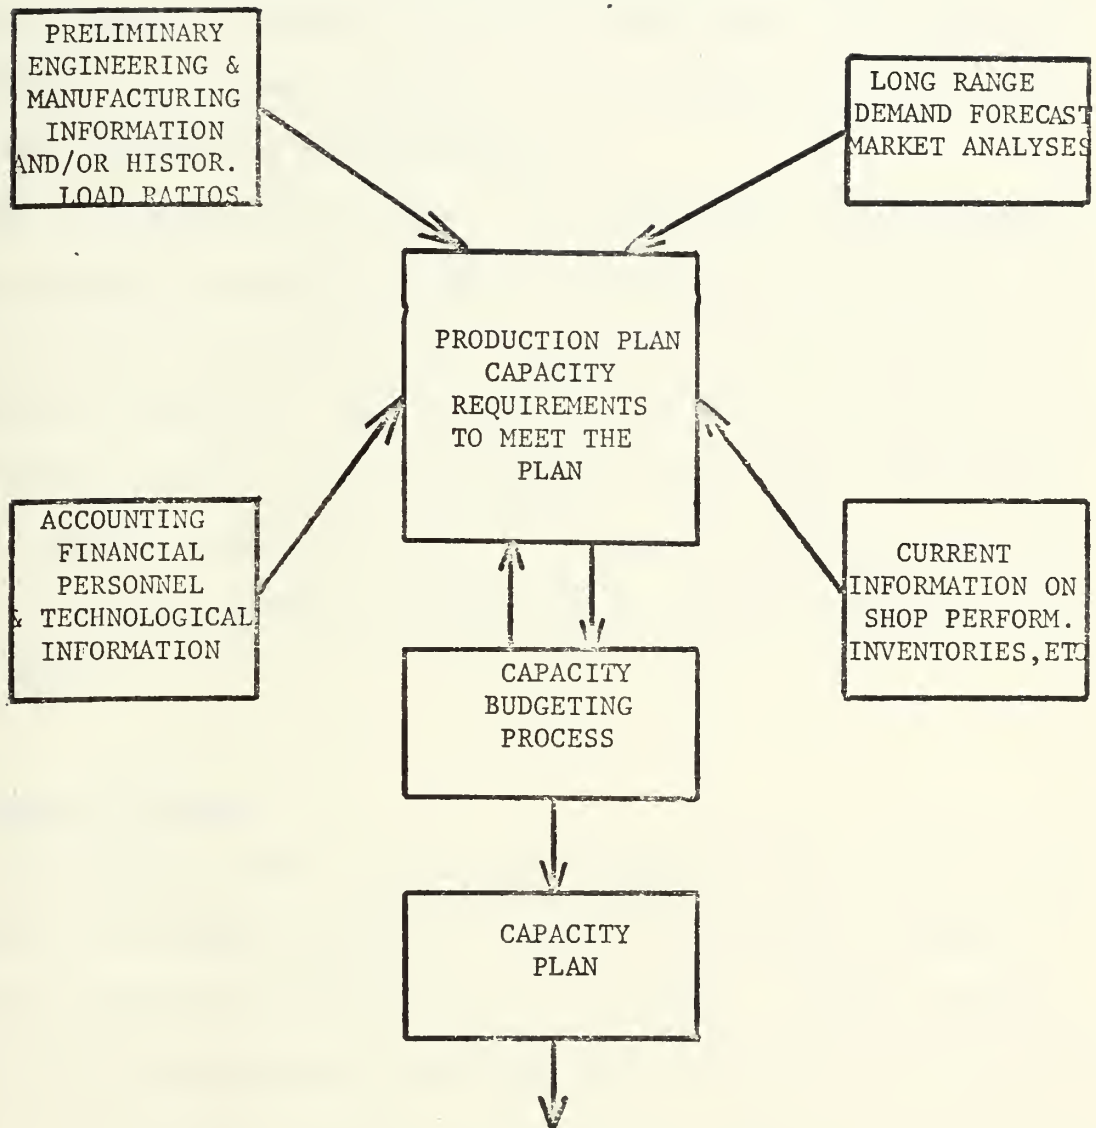 PRELIMINARY
ENGINEERING &
MANUFACTURING
INFORMATION
AND/OR HISTOR.
LOAD RATIOS.
LONG RANGE
DEMAND FORECAST
MARKET ANALYSES
PRODUCTION PLAN
CAPACITY
REQUIREMENTS
TO MEET THE
PLAN
ACCOUNTING
FINANCIAL
PERSONNEL
& TECHNOLOGICAL
INFORMATION
CURRENT
INFORMATION ON
SHOP PERFORM.
INVENTORIES,ETC
CAPACITY
BUDGETING
PROCESS
CAPACITY
PLAN